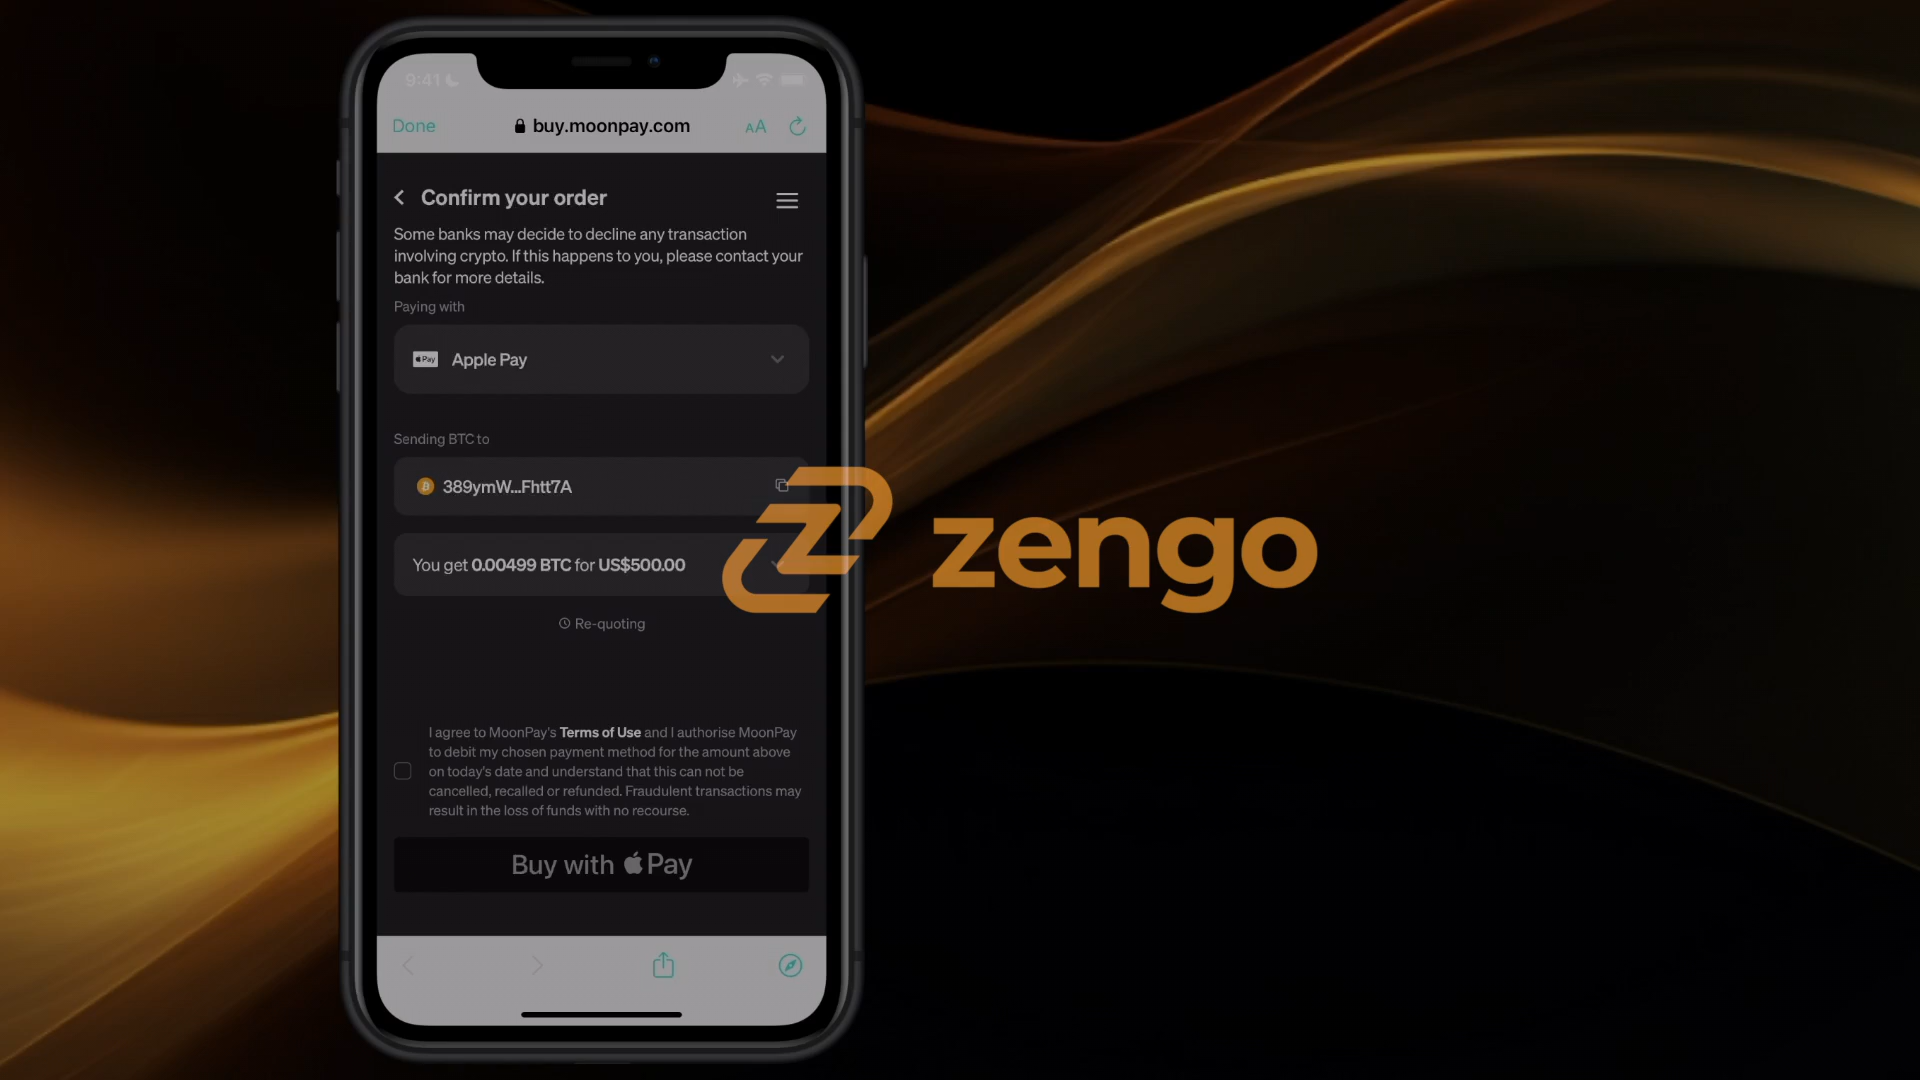 9:41
Done
buy.moonpay.com
AA
Confirm your order
Some banks may decide to decline any transaction
involving crypto. If this happens to you, please contact your
bank for more details.
Paying with
Pay
Apple Pay
Sending BTC to
389ymW...Fhtt7A
You get 0.00499 BTC for US$500.00
Re-quoting
zengo
I agree to MoonPay's Terms of Use and I authorise MoonPay
to debit my chosen payment method for the amount above
on today's date and understand that this can not be
cancelled, recalled or refunded. Fraudulent transactions may
result in the loss of funds with no recourse.
Buy with Pay